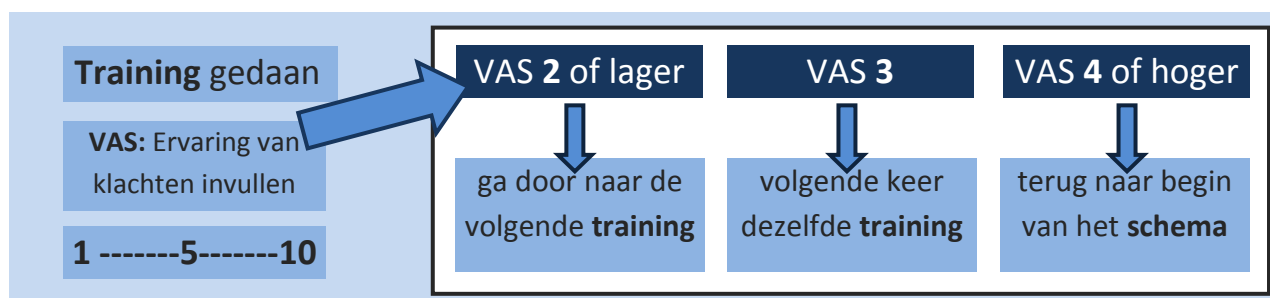 Training gedaan
VAS: Ervaring van
klachten invullen
1 -------5-------10
VAS 2 of lager
ga door naar de
volgende training
VAS 3
volgende keer
dezelfde training
VAS 4 of hoger
terug naar begin
van het schema